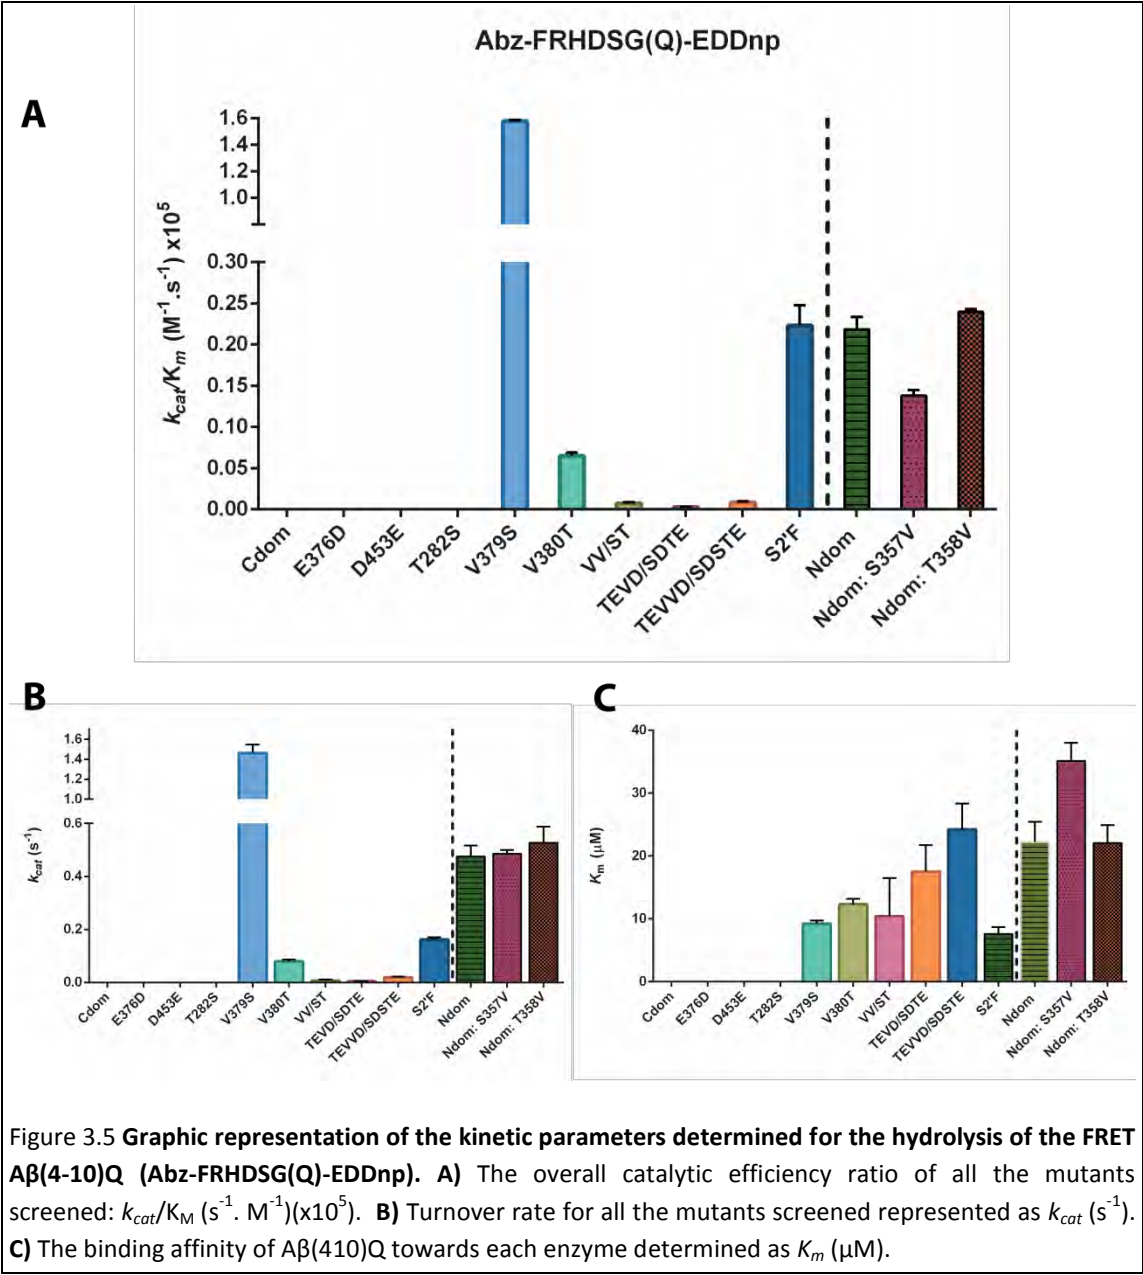 Abz-FRHDSG(Q)-EDDnp
A
kcat/Km (M-1.s-1) x10^5
1.6
1.4
1.2
1.0
0.30
0.25
0.20
0.15
0.10
0.05
0.00
Cdom
E376D
D453E
T282S
V379S
V380T
VV/ST
TEVD/SDTE
TEVVD/SDSTE
S2'F
Ndom
Ndom: S357V
Ndom: T358V
B
kcat (s-1)
1.6
1.4
1.2
1.0
0.6
0.4
0.2
0.0
Cdom
E376D
D453E
T282S
V379S
V380T
VV/ST
TEVD/SDTE
TEVVD/SDSTE
S2'F
Ndom
Ndom: S357V
Ndom: T358V
C
Km (µM)
40
30
20
10
0
Cdom
E376D
D453E
T282S
V379S
V380T
VV/ST
TEVD/SDTE
TEVVD/SDSTE
S2'F
Ndom
Ndom: S357V
Ndom: T358V
Figure 3.5 Graphic representation of the kinetic parameters determined for the hydrolysis of the FRET
Aβ(4-10)Q (Abz-FRHDSG(Q)-EDDnp). A) The overall catalytic efficiency ratio of all the mutants
screened: kcat/KM (s-1. M-1)(x10^5). B) Turnover rate for all the mutants screened represented as kcat (s-1).
C) The binding affinity of Aβ(410)Q towards each enzyme determined as Km (µM).